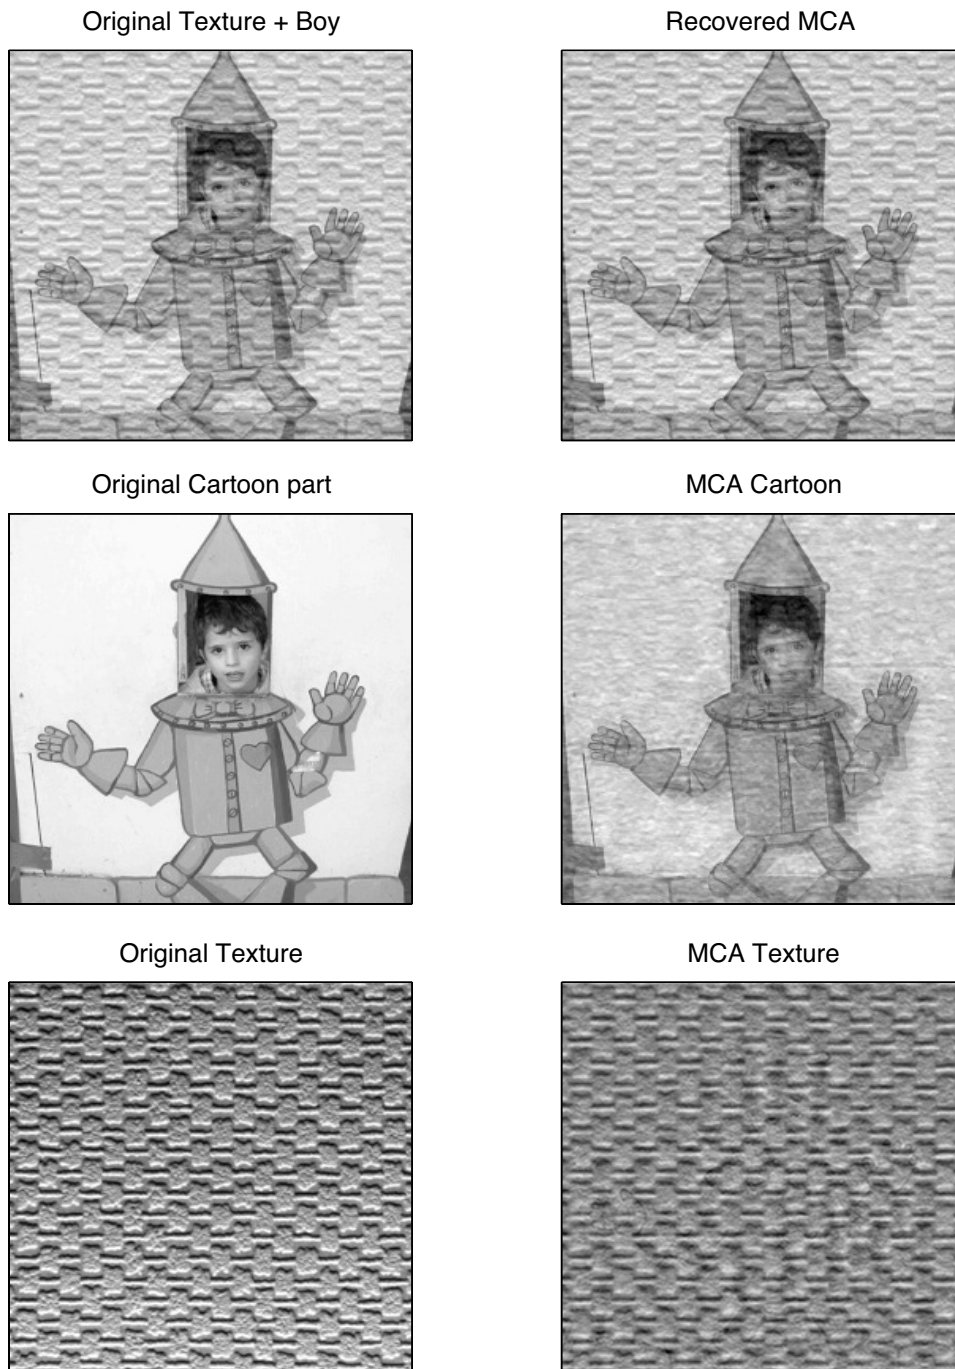 Original Texture + Boy
Recovered MCA
Original Cartoon part
MCA Cartoon
Original Texture
MCA Texture